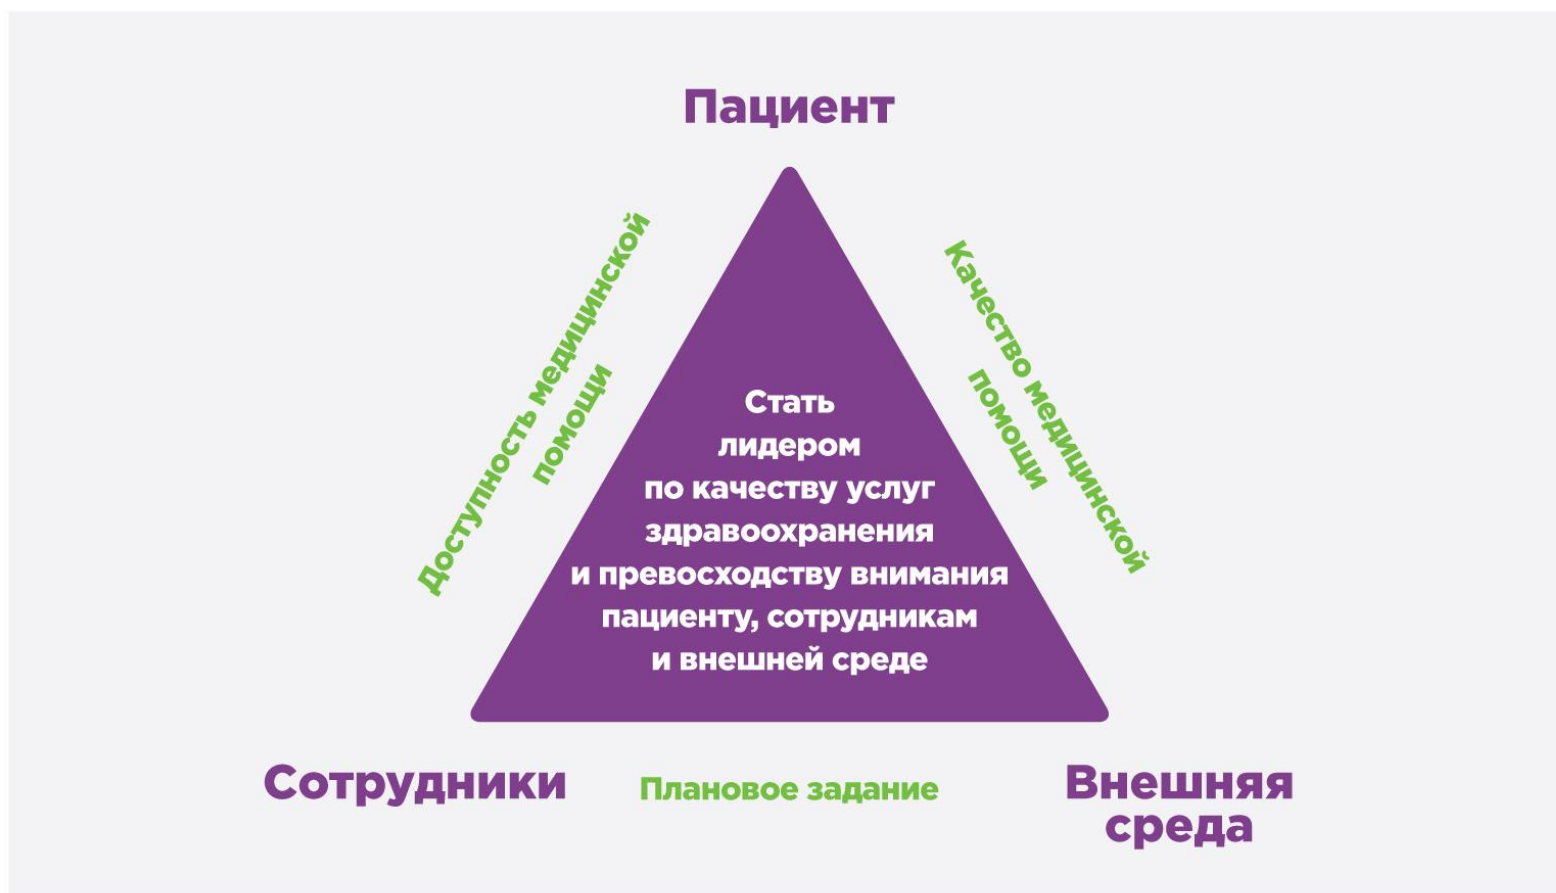 Пациент
Доступность медицинской
помощи
Качество медицинской
помощи
Стать
лидером
по качеству услуг
здравоохранения
и превосходству внимания
пациенту, сотрудникам
и внешней среде
Сотрудники
Плановое задание
Внешняя
среда